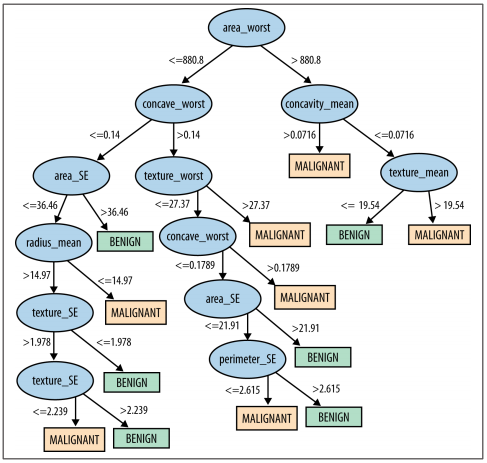 area_worst
<=880.8
> 880.8
concave_worst
concavity_mean
<=0.14
>0.14
>0.0716
<=0.0716
area_SE
texture_worst
MALIGNANT
texture_mean
<=36.46
>36.46
<=27.37
>27.37
<= 19.54
> 19.54
radius_mean
BENIGN
concave_worst
MALIGNANT
BENIGN
MALIGNANT
>14.97
<=14.97
<=0.1789
>0.1789
texture_SE
MALIGNANT
area_SE
MALIGNANT
>1.978
<=1.978
<=21.91
>21.91
texture_SE
BENIGN
perimeter_SE
BENIGN
<=2.239
>2.239
<=2.615
>2.615
MALIGNANT
BENIGN
MALIGNANT
BENIGN